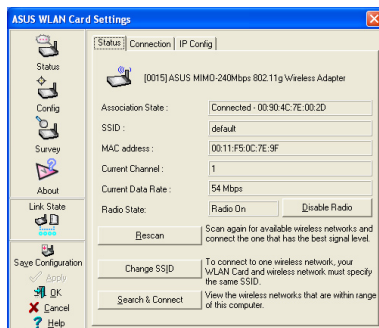 ASUS WLAN Card Settings
Status
Config
Survey
About
Link State
Save Configuration
Apply
OK
Cancel
Help
Status Connection IP Config
[0015] ASUS MIMO-240Mbps 802.11g Wireless Adapter
Association State : Connected - 00:90:4C:7E:00:2D
SSID : default
MAC address : 00:11:F5:0C:7E:9F
Current Channel : 1
Current Data Rate : 54 Mbps
Radio State: Radio On Disable Radio
Rescan
Scan again for available wireless networks and
connect the one that has the best signal level.
Change SSID
To connect to one wireless network, your
WLAN Card and wireless network must specify
the same SSID.
Search & Connect
View the wireless networks that are within range
of this computer.